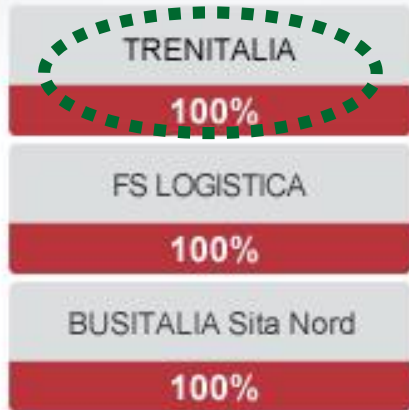 TRENITALIA
100%
FS LOGISTICA
100%
BUSITALIA Sita Nord
100%